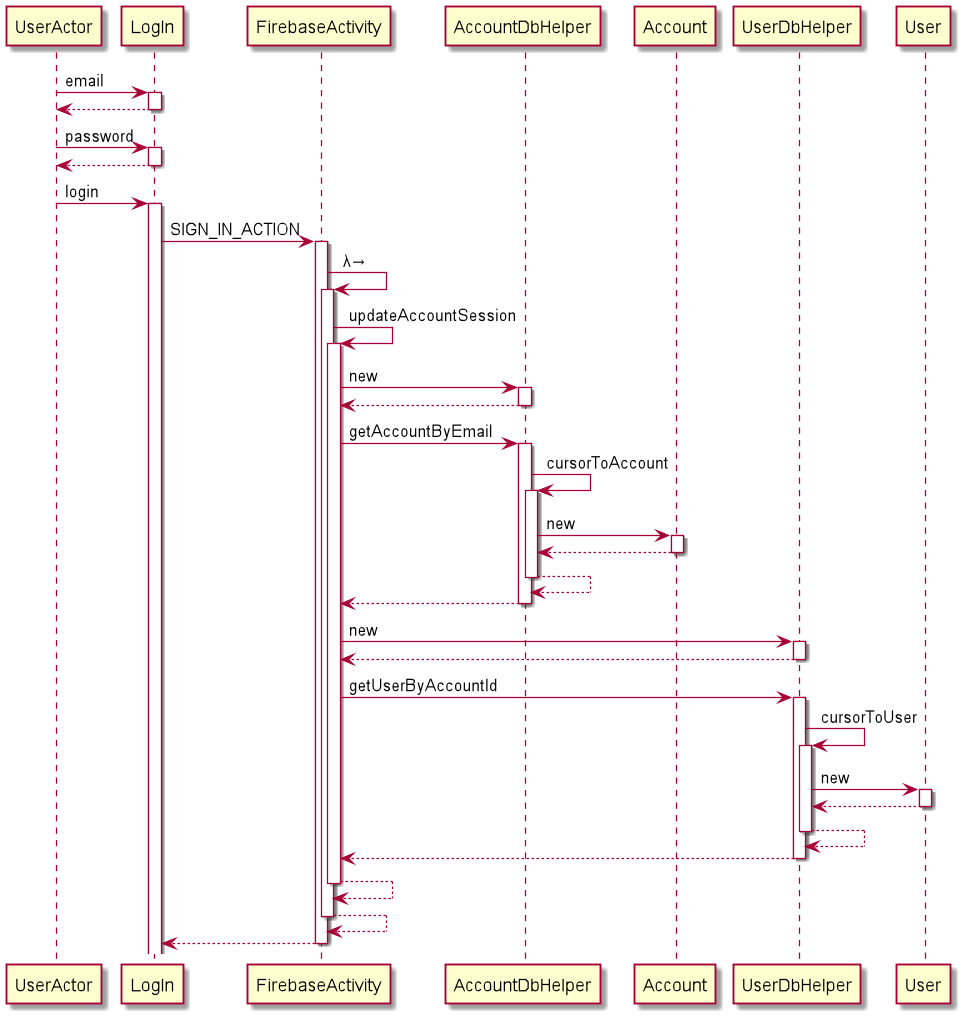 UserActor LogIn FirebaseActivity AccountDbHelper Account UserDbHelper User
email
password
login
SIGN_IN_ACTION
λ→
updateAccountSession
new
getAccountByEmail
cursorToAccount
new
new
getUserByAccountId
cursorToUser
new
UserActor LogIn FirebaseActivity AccountDbHelper Account UserDbHelper User